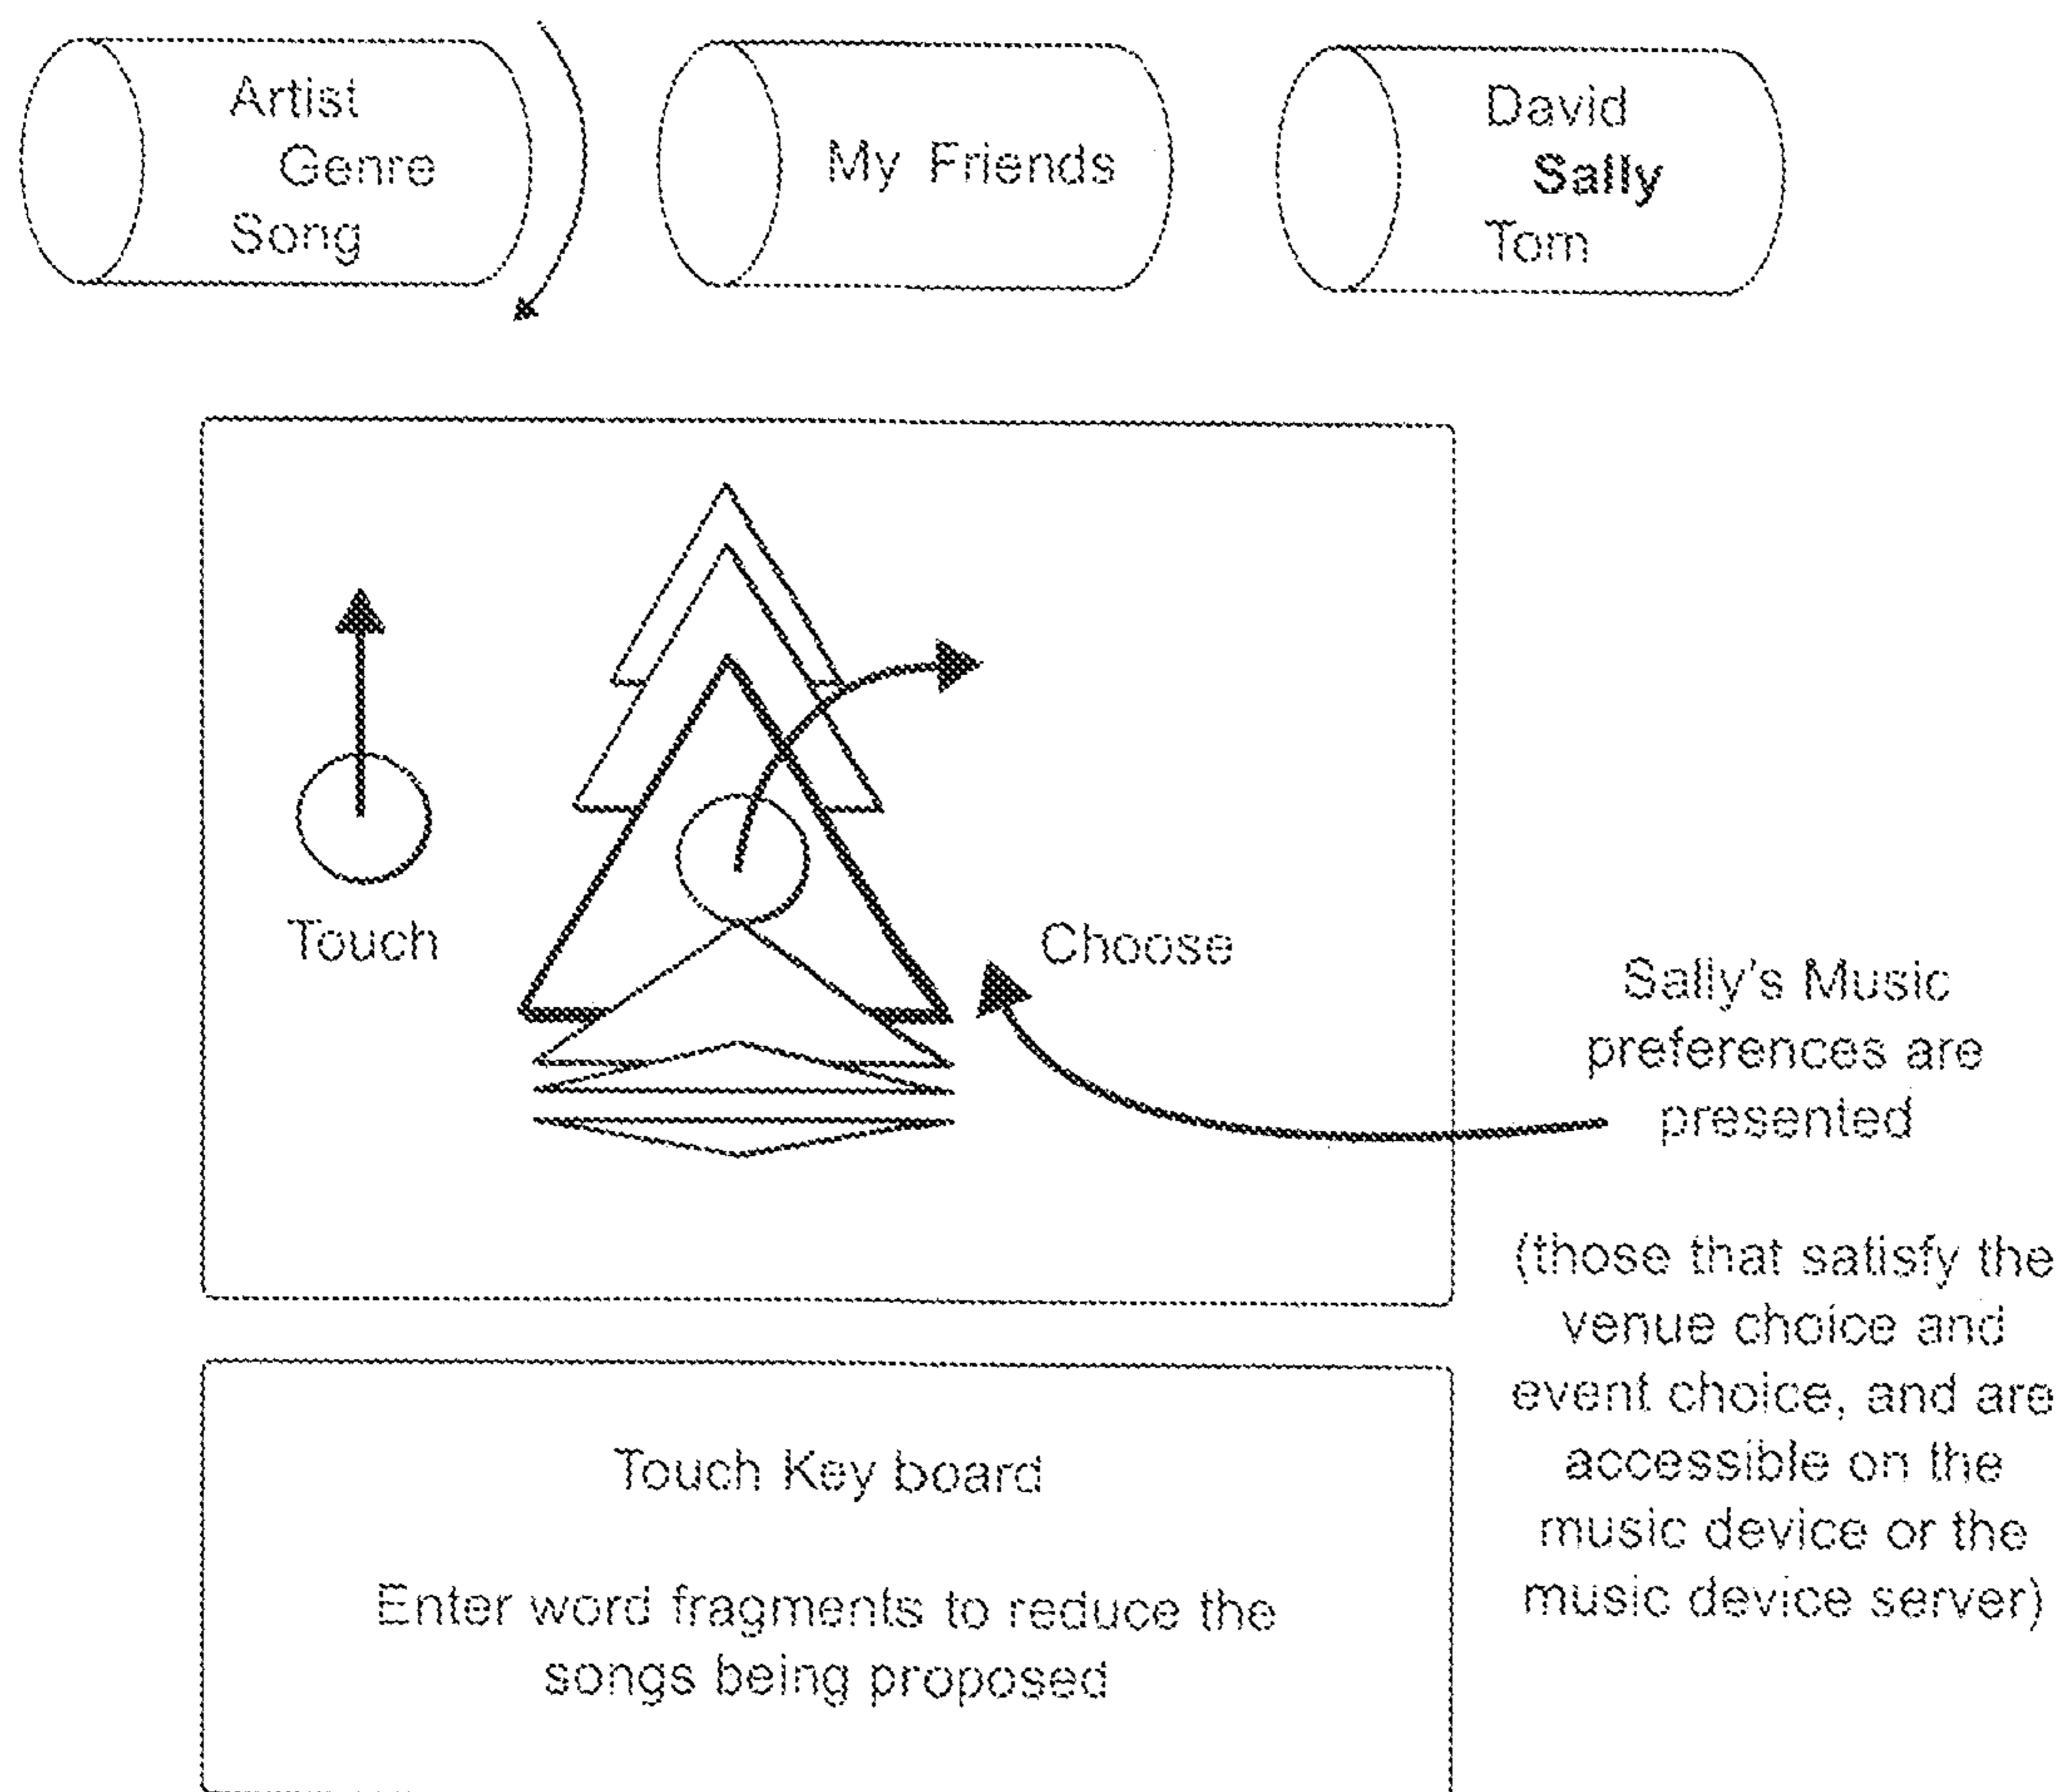 Artist
Genre
Song
My Friends
David
Sally
Tom
Touch
Choose
Sally's Music
preferences are
presented
(those that satisfy the
venue choice and
event choice, and are
accessible on the
music device or the
music device server)
Touch Key board
Enter word fragments to reduce the
songs being proposed